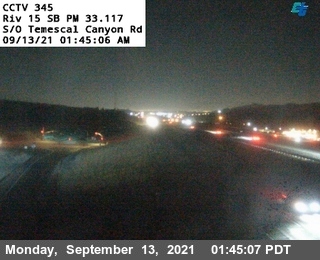 CCTV 345
Riv 15 SB PM 33.117
S/O Temescal Canyon Rd
09/13/21 01:45:06 AM
Monday, September 13, 2021 01:45:07 PDT